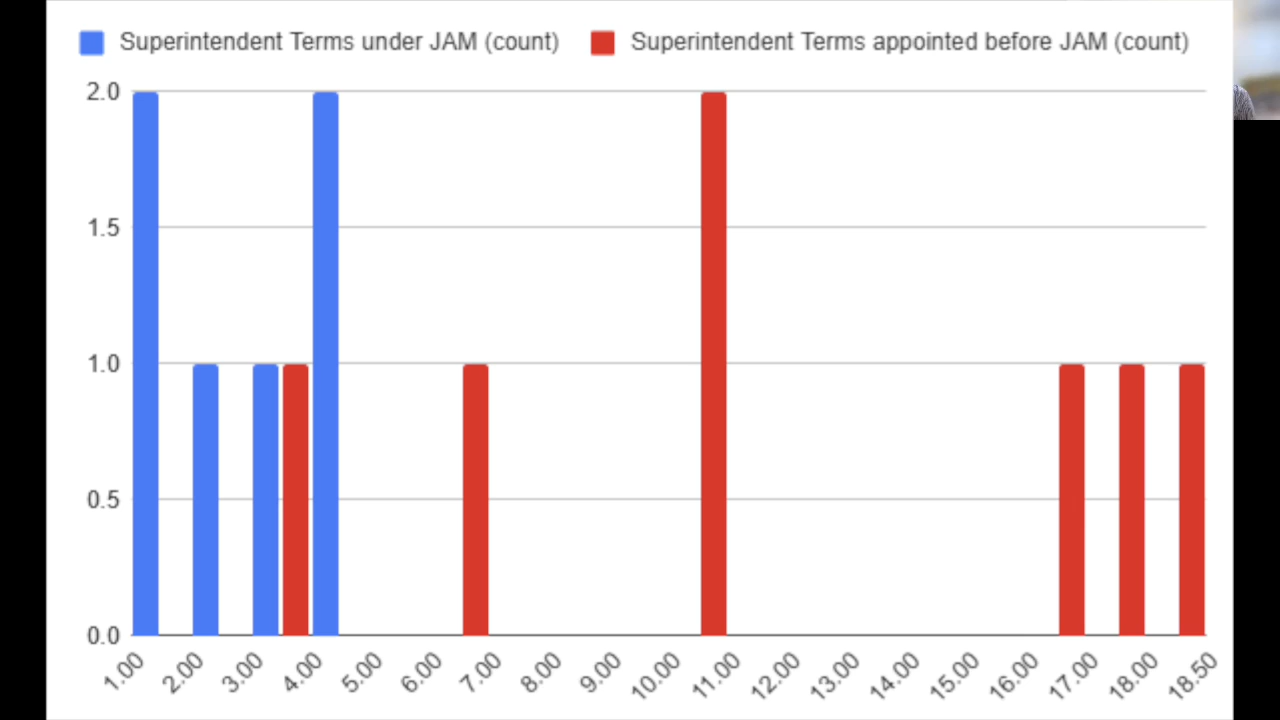 Superintendent Terms under JAM (count) Superintendent Terms appointed before JAM (count)
2.0
1.5
1.0
0.5
0.0
1.00 2.00 3.00 4.00 5.00 6.00 7.00 8.00 9.00 10.00 11.00 12.00 13.00 14.00 15.00 16.00 17.00 18.00 18.50